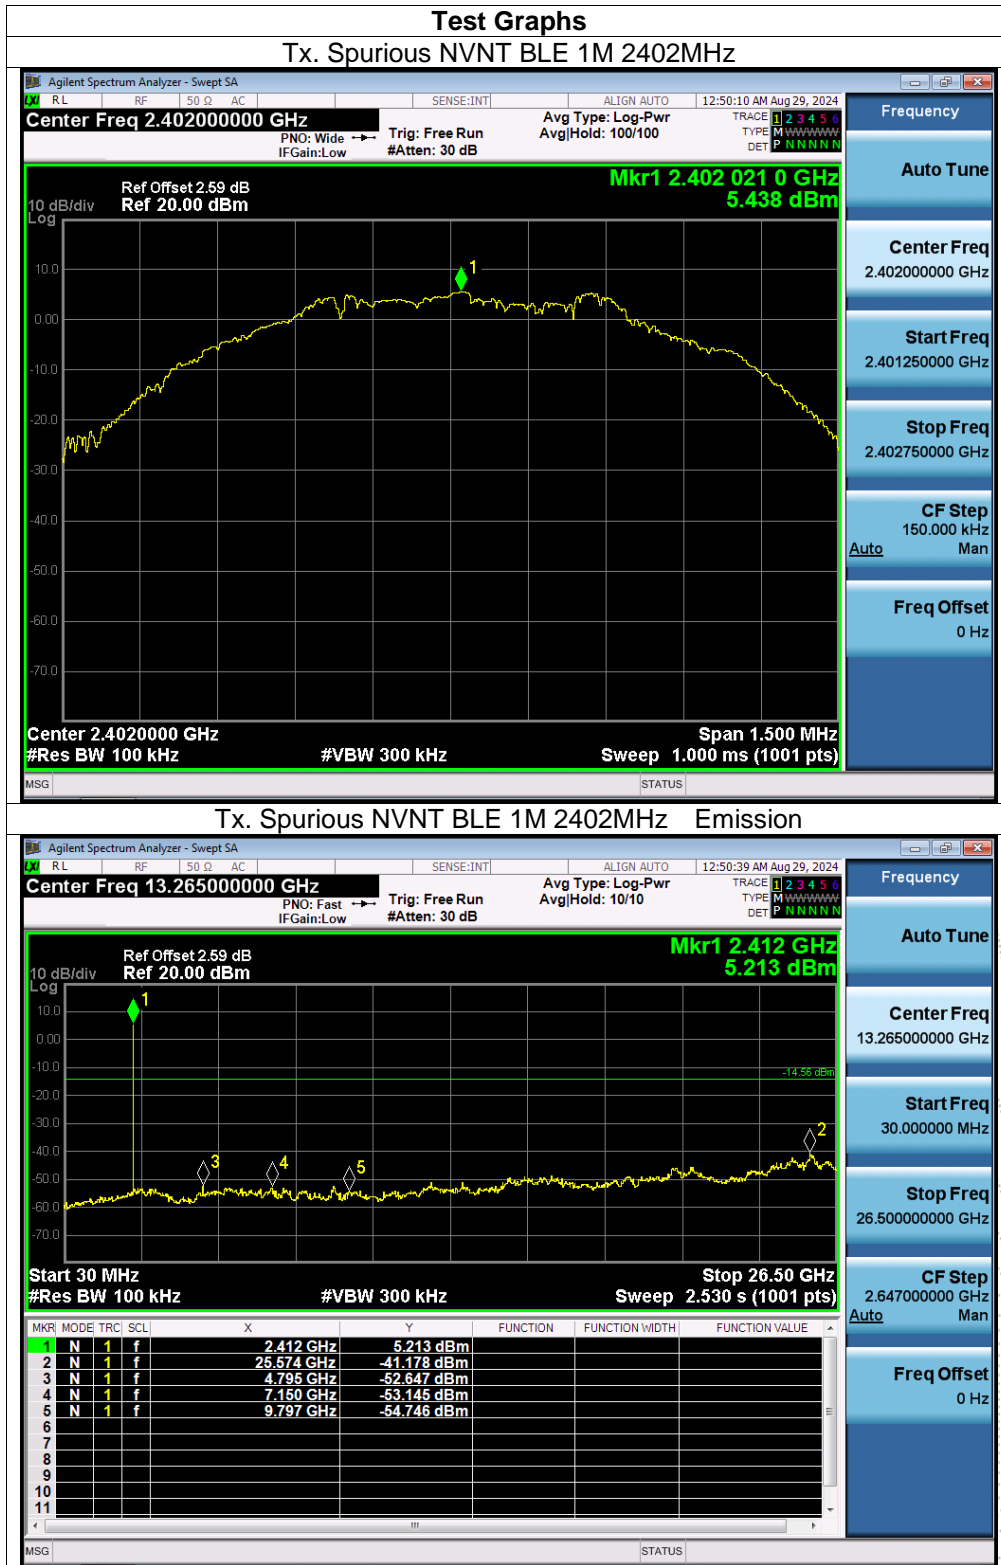 Test Graphs
Tx. Spurious NVNT BLE 1M 2402MHz
Agilent Spectrum Analyzer - Swept SA
LXI RL RF 50 Ω AC SENSE:INT ALIGN AUTO 12:50:10 AM Aug 29, 2024
Center Freq 2.402000000 GHz
PNO: Wide
IFGain:Low
Trig: Free Run
#Atten: 30 dB
Avg Type: Log-Pwr
Avg|Hold: 100/100
TRACE 1 2 3 4 5 6
TYPE M WWWWW
DET P N N N N N
Ref Offset 2.59 dB
10 dB/div Ref 20.00 dBm
Log
Mkr1 2.402 021 0 GHz
5.438 dBm
1
10.0
0.00
-10.0
-20.0
-30.0
-40.0
-50.0
-60.0
-70.0
Center 2.4020000 GHz Span 1.500 MHz
#Res BW 100 kHz #VBW 300 kHz Sweep 1.000 ms (1001 pts)
MSG STATUS
Frequency
Auto Tune
Center Freq
2.402000000 GHz
Start Freq
2.401250000 GHz
Stop Freq
2.402750000 GHz
CF Step
150.000 kHz
Auto Man
Freq Offset
0 Hz
Tx. Spurious NVNT BLE 1M 2402MHz Emission
Agilent Spectrum Analyzer - Swept SA
LXI RL RF 50 Ω AC SENSE:INT ALIGN AUTO 12:50:39 AM Aug 29, 2024
Center Freq 13.265000000 GHz
PNO: Fast
IFGain:Low
Trig: Free Run
#Atten: 30 dB
Avg Type: Log-Pwr
Avg|Hold: 10/10
TRACE 1 2 3 4 5 6
TYPE M WWWWW
DET P N N N N N
Ref Offset 2.59 dB
10 dB/div Ref 20.00 dBm
Log
Mkr1 2.412 GHz
5.213 dBm
1
10.0
0.00
-10.0
-14.56 dBm
-20.0
-30.0
2
-40.0
3 4 5
-50.0
-60.0
-70.0
Start 30 MHz Stop 26.50 GHz
#Res BW 100 kHz #VBW 300 kHz Sweep 2.530 s (1001 pts)
MKR MODE TRC SCL X Y FUNCTION FUNCTION WIDTH FUNCTION VALUE
1 N 1 f 2.412 GHz 5.213 dBm
2 N 1 f 25.574 GHz -41.178 dBm
3 N 1 f 4.795 GHz -52.647 dBm
4 N 1 f 7.150 GHz -53.145 dBm
5 N 1 f 9.797 GHz -54.746 dBm
6
7
8
9
10
11
MSG STATUS
Frequency
Auto Tune
Center Freq
13.265000000 GHz
Start Freq
30.000000 MHz
Stop Freq
26.500000000 GHz
CF Step
2.647000000 GHz
Auto Man
Freq Offset
0 Hz